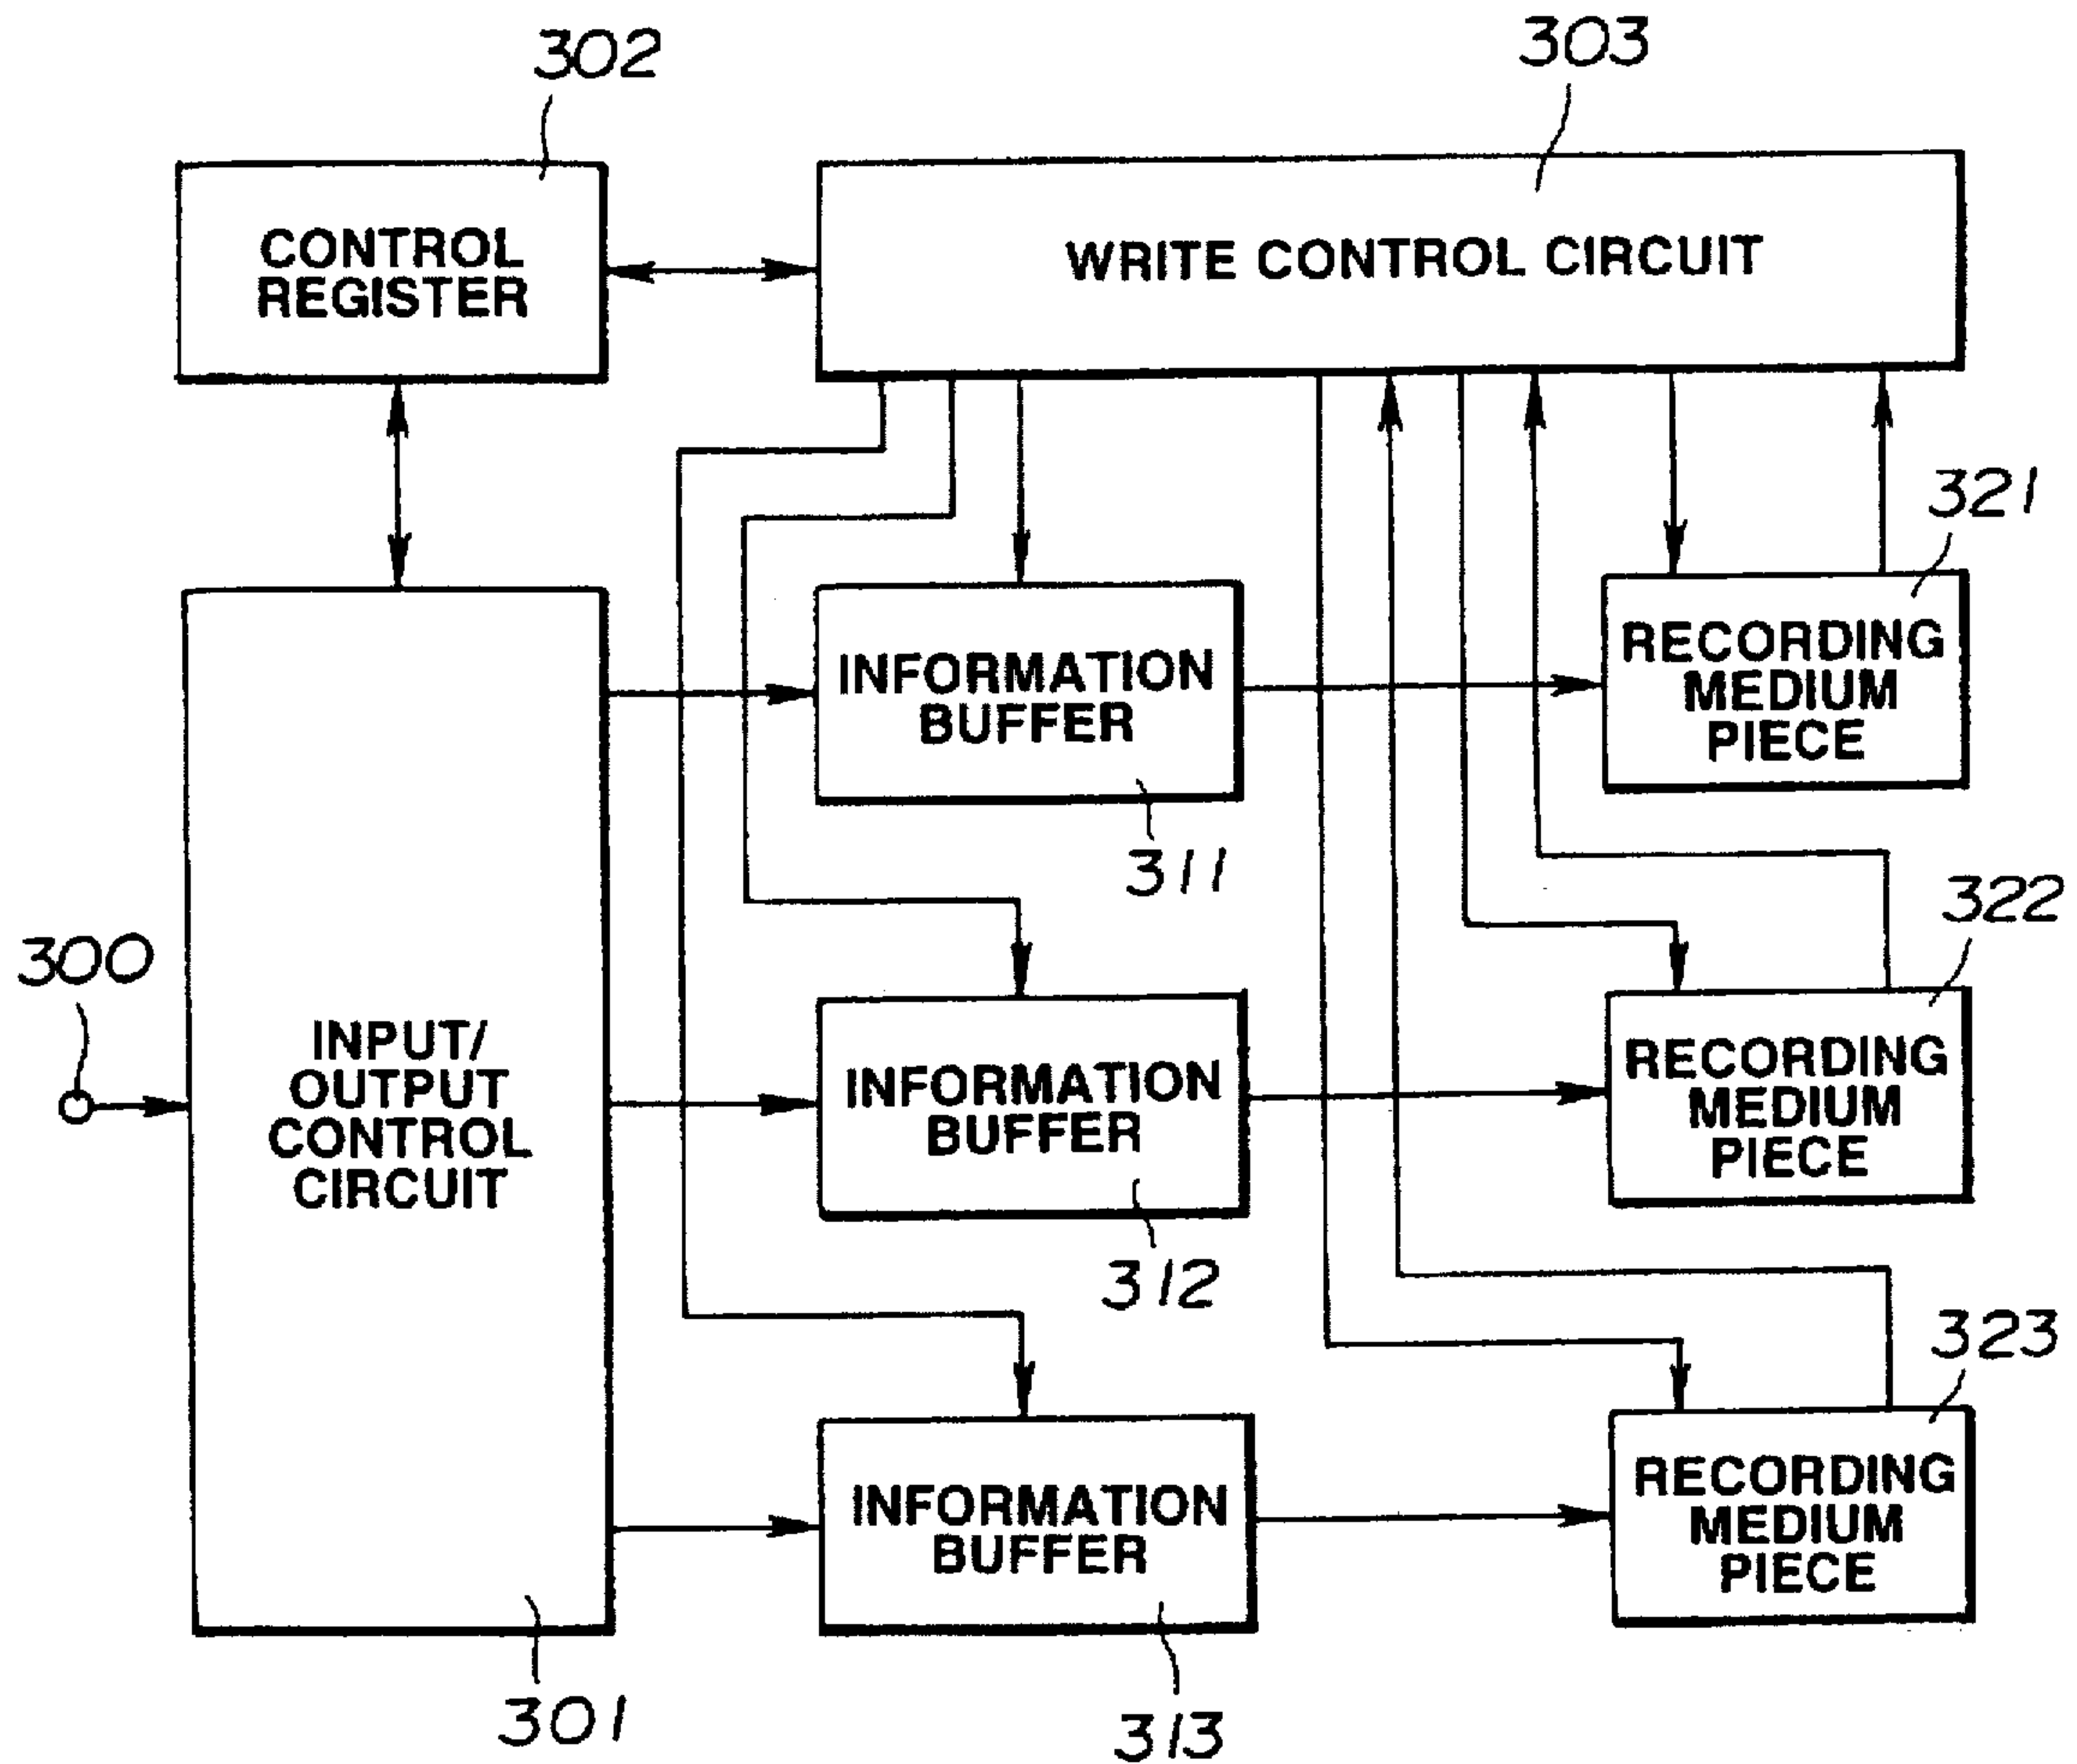 302
303
CONTROL
REGISTER
WRITE CONTROL CIRCUIT
321
INFORMATION
BUFFER
RECORDING
MEDIUM
PIECE
311
322
300
INPUT/
OUTPUT
CONTROL
CIRCUIT
INFORMATION
BUFFER
RECORDING
MEDIUM
PIECE
312
323
INFORMATION
BUFFER
RECORDING
MEDIUM
PIECE
301
313